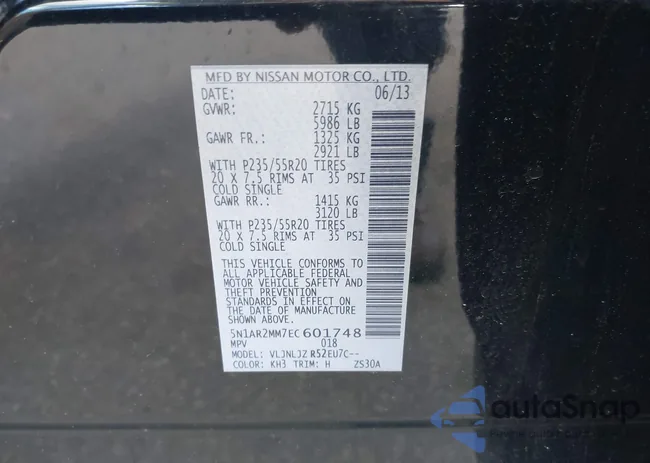 MFD BY NISSAN MOTOR CO., LTD.
DATE: 06/13
GVWR: 2715 KG
5986 LB
GAWR FR.: 1325 KG
2921 LB
WITH P235/55R20 TIRES
20 X 7.5 RIMS AT 35 PSI
COLD SINGLE
GAWR RR.: 1415 KG
3120 LB
WITH P235/55R20 TIRES
20 X 7.5 RIMS AT 35 PSI
COLD SINGLE
THIS VEHICLE CONFORMS TO
ALL APPLICABLE FEDERAL
MOTOR VEHICLE SAFETY AND
THEFT PREVENTION
STANDARDS IN EFFECT ON
THE DATE OF MANUFACTURE
SHOWN ABOVE.
5N1AR2MM7EC601748
MPV 018
MODEL: VLJNLJZ R52EU7C--
COLOR: KH3 TRIM: H ZS30A
autoSnap